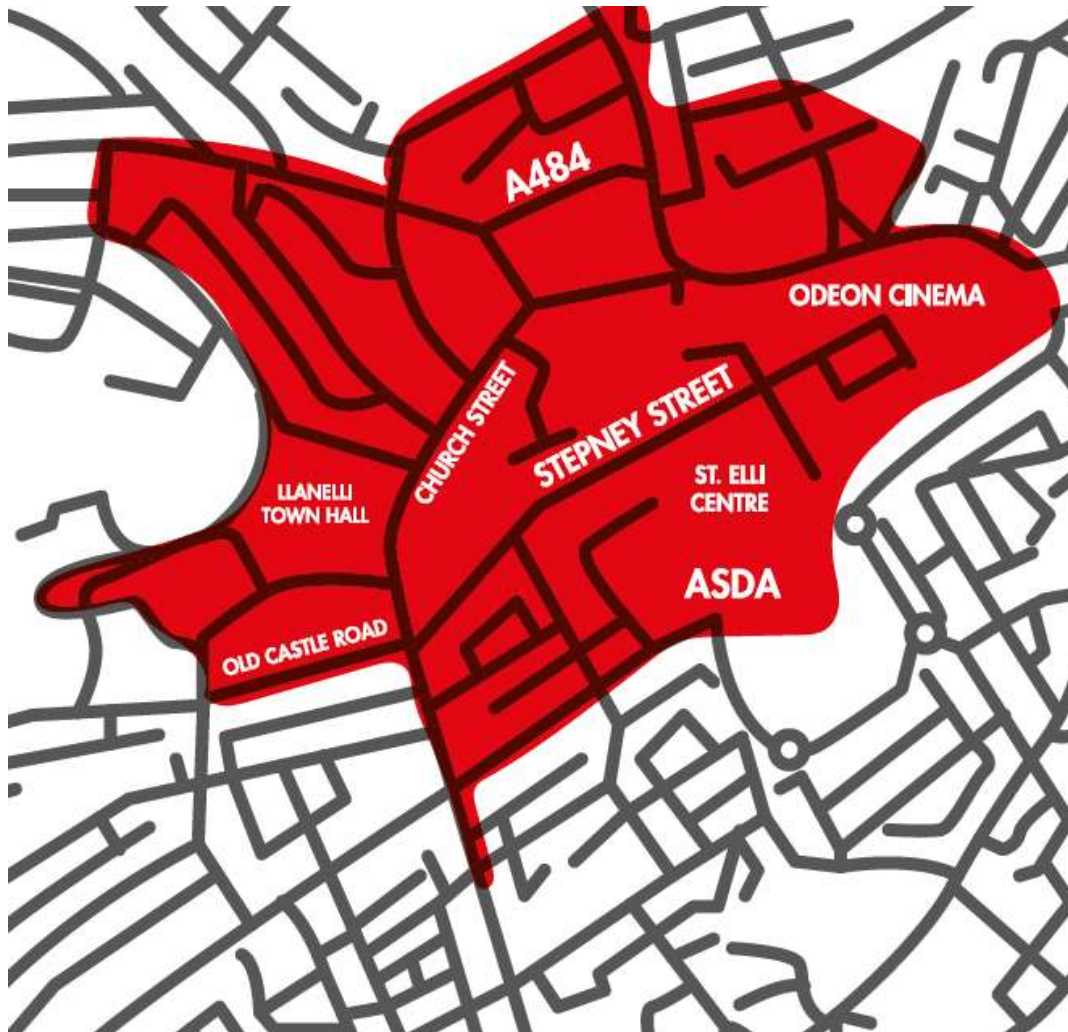 A484
ODEON CINEMA
CHURCH STREET
STEPNEY STREET
ST. ELLI
CENTRE
LLANELLI
TOWN HALL
ASDA
OLD CASTLE ROAD